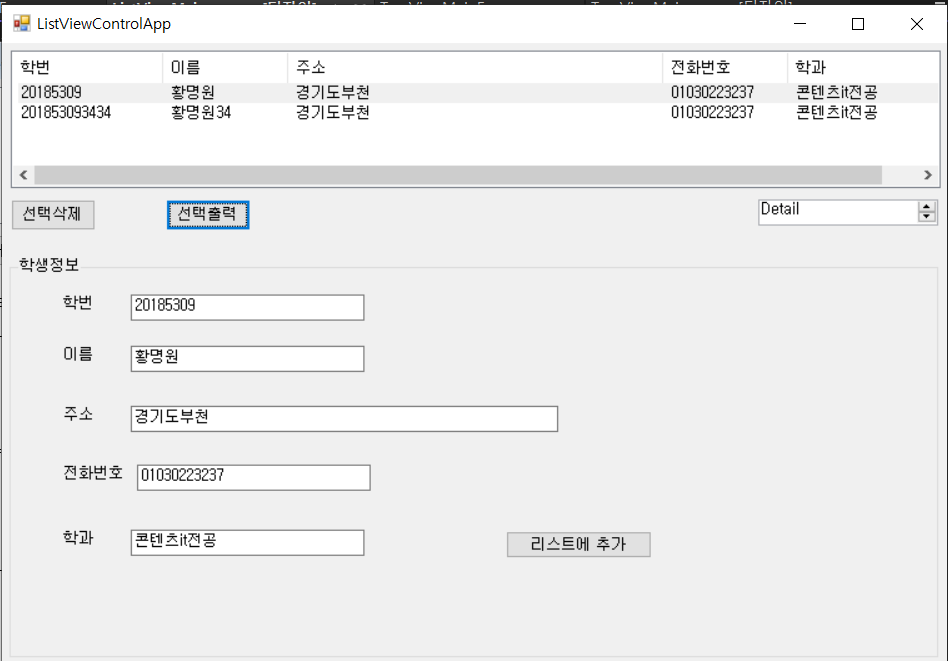 ListViewControlApp
학번 이름 주소 전화번호 학과
20185309 황명원 경기도부천 01030223237 콘텐츠it전공
201853093434 황명원34 경기도부천 01030223237 콘텐츠it전공
선택삭제 선택출력 Detail
학생정보
학번 20185309
이름 황명원
주소 경기도부천
전화번호 01030223237
학과 콘텐츠it전공 리스트에 추가